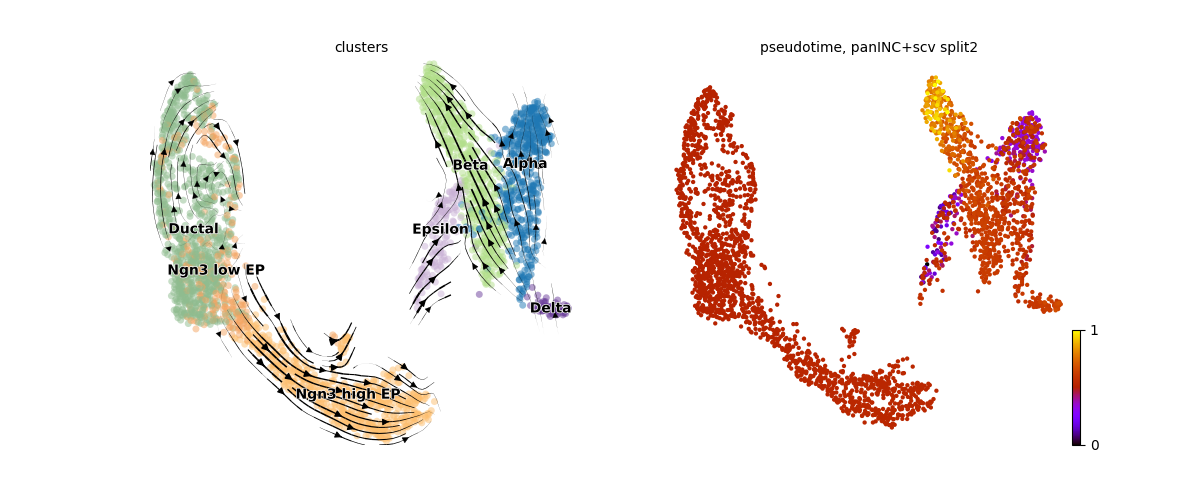 clusters
pseudotime, panINC+scv split2
Beta
Alpha
Ductal
Epsilon
Ngn3 low EP
Delta
Ngn3 high EP
1
0